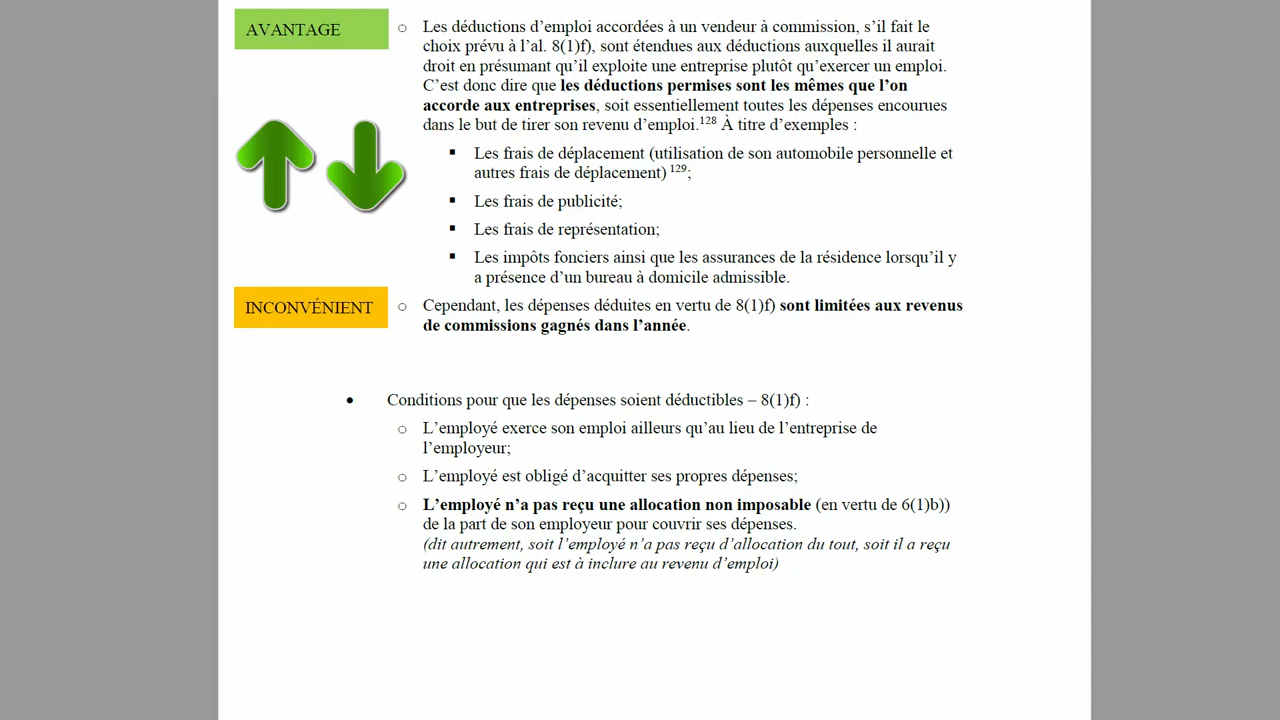 AVANTAGE
o Les déductions d’emploi accordées à un vendeur à commission, s’il fait le
choix prévu à l’al. 8(1)f), sont étendues aux déductions auxquelles il aurait
droit en présumant qu’il exploite une entreprise plutôt qu’exercer un emploi.
C’est donc dire que les déductions permises sont les mêmes que l’on
accorde aux entreprises, soit essentiellement toutes les dépenses encourues
dans le but de tirer son revenu d’emploi.128 À titre d’exemples :
▪ Les frais de déplacement (utilisation de son automobile personnelle et
autres frais de déplacement) 129;
▪ Les frais de publicité;
▪ Les frais de représentation;
▪ Les impôts fonciers ainsi que les assurances de la résidence lorsqu’il y
a présence d’un bureau à domicile admissible.
INCONVÉNIENT
o Cependant, les dépenses déduites en vertu de 8(1)f) sont limitées aux revenus
de commissions gagnés dans l’année.
• Conditions pour que les dépenses soient déductibles – 8(1)f) :
o L’employé exerce son emploi ailleurs qu’au lieu de l’entreprise de
l’employeur;
o L’employé est obligé d’acquitter ses propres dépenses;
o L’employé n’a pas reçu une allocation non imposable (en vertu de 6(1)b))
de la part de son employeur pour couvrir ses dépenses.
(dit autrement, soit l’employé n’a pas reçu d’allocation du tout, soit il a reçu
une allocation qui est à inclure au revenu d’emploi)